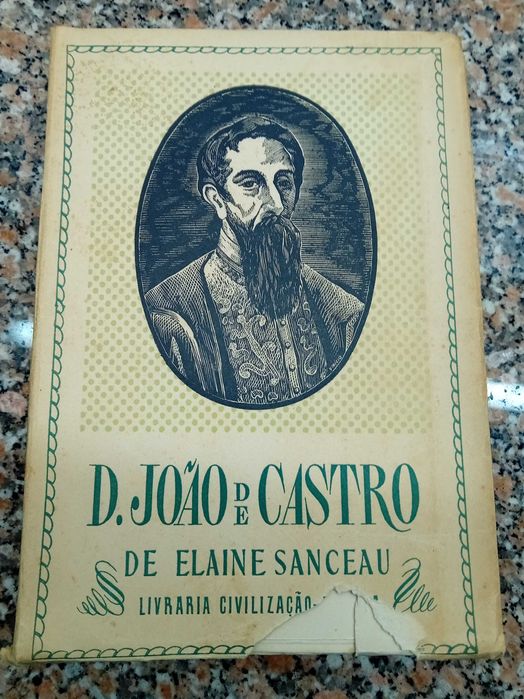 D. JOÃO DE CASTRO
DE ELAINE SANCEAU
LIVRARIA CIVILIZAÇÃO-